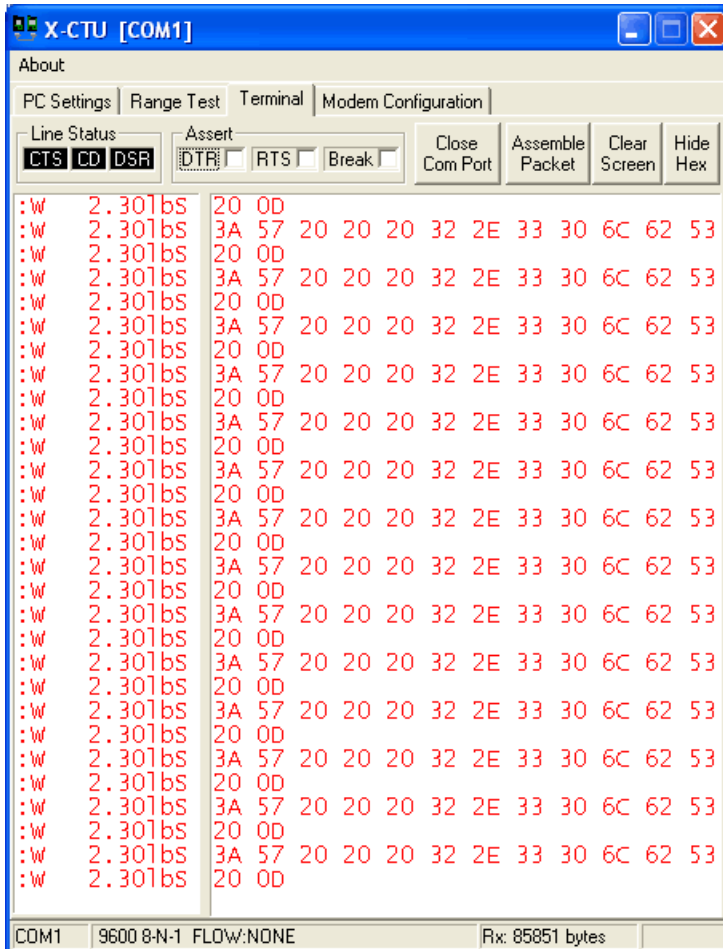 X-CTU [COM1]
About
PC Settings Range Test Terminal Modem Configuration
Line Status
CTS CD DSR
Assert
DTR RTS Break
Close Com Port
Assemble Packet
Clear Screen
Hide Hex
:W   2.30lbS 20 0D
:W   2.30lbS 3A 57 20 20 20 32 2E 33 30 6C 62 53
:W   2.30lbS 20 0D
:W   2.30lbS 3A 57 20 20 20 32 2E 33 30 6C 62 53
:W   2.30lbS 20 0D
:W   2.30lbS 3A 57 20 20 20 32 2E 33 30 6C 62 53
:W   2.30lbS 20 0D
:W   2.30lbS 3A 57 20 20 20 32 2E 33 30 6C 62 53
:W   2.30lbS 20 0D
:W   2.30lbS 3A 57 20 20 20 32 2E 33 30 6C 62 53
:W   2.30lbS 20 0D
:W   2.30lbS 3A 57 20 20 20 32 2E 33 30 6C 62 53
:W   2.30lbS 20 0D
:W   2.30lbS 3A 57 20 20 20 32 2E 33 30 6C 62 53
:W   2.30lbS 20 0D
:W   2.30lbS 3A 57 20 20 20 32 2E 33 30 6C 62 53
:W   2.30lbS 20 0D
:W   2.30lbS 3A 57 20 20 20 32 2E 33 30 6C 62 53
:W   2.30lbS 20 0D
:W   2.30lbS 3A 57 20 20 20 32 2E 33 30 6C 62 53
:W   2.30lbS 20 0D
:W   2.30lbS 3A 57 20 20 20 32 2E 33 30 6C 62 53
:W   2.30lbS 20 0D
:W   2.30lbS 3A 57 20 20 20 32 2E 33 30 6C 62 53
:W   2.30lbS 20 0D
:W   2.30lbS 3A 57 20 20 20 32 2E 33 30 6C 62 53
:W   2.30lbS 20 0D
:W   2.30lbS 3A 57 20 20 20 32 2E 33 30 6C 62 53
:W   2.30lbS 20 0D
COM1 9600 8-N-1 FLOW:NONE Rx: 85851 bytes